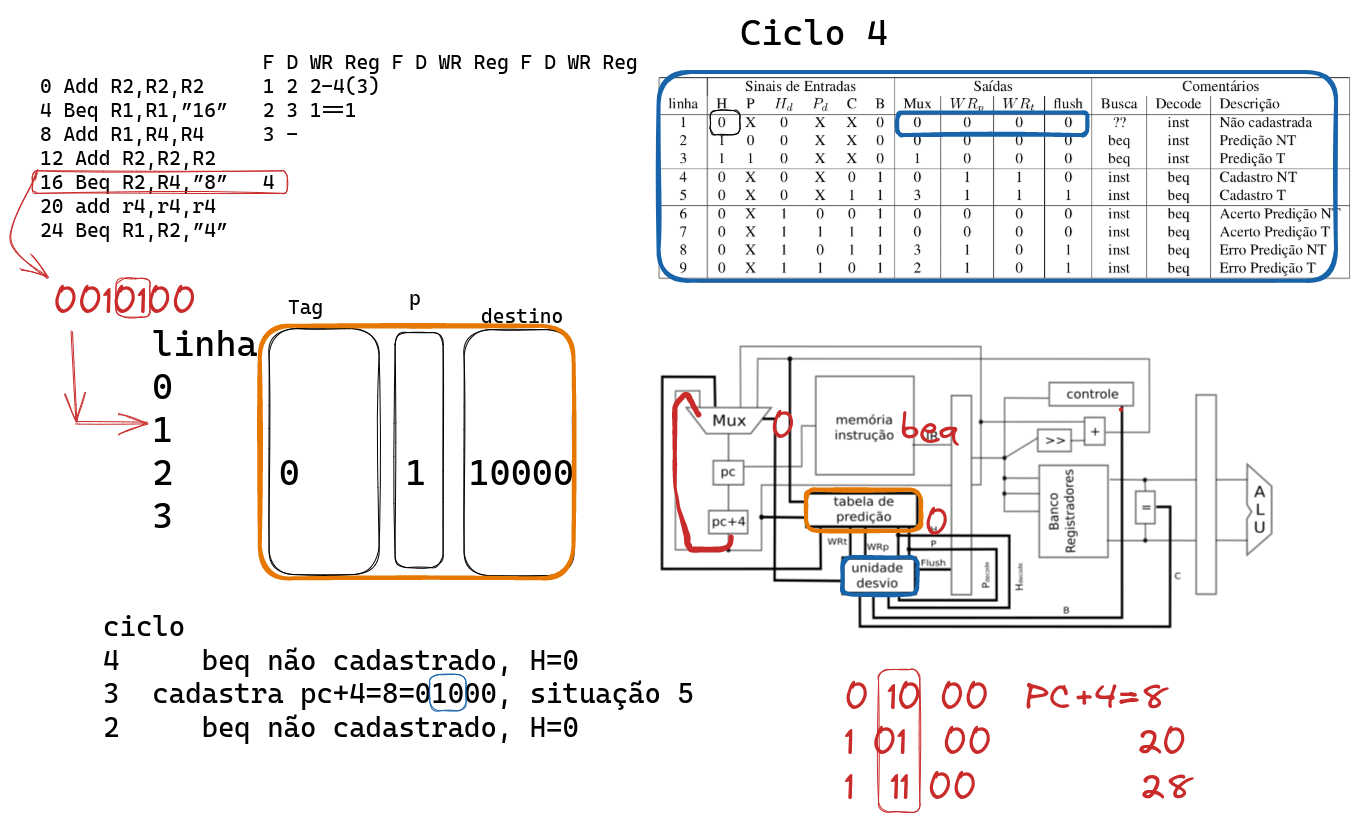 Ciclo 4
F D WR Reg F D WR Reg F D WR Reg
0 Add R2,R2,R2 1 2 2-4(3)
4 Beq R1,R1,”16” 2 3 1==1
8 Add R1,R4,R4 3 -
12 Add R2,R2,R2
16 Beq R2,R4,”8” 4
20 add r4,r4,r4
24 Beq R1,R2,”4”
Sinais de Entradas Saídas Comentários
linha H P H_d P_d C B Mux WR_p WR_t flush Busca Decode Descrição
1 0 X 0 X X 0 0 0 0 0 ?? inst Não cadastrada
2 1 0 0 X X 0 0 0 0 0 beq inst Predição NT
3 1 1 0 X X 0 1 0 0 0 beq inst Predição T
4 0 X 0 X 0 1 0 1 1 0 inst beq Cadastro NT
5 0 X 0 X 1 1 3 1 1 1 inst beq Cadastro T
6 0 X 1 0 0 1 0 0 0 0 inst beq Acerto Predição NT
7 0 X 1 1 1 1 0 0 0 0 inst beq Acerto Predição T
8 0 X 1 0 1 1 3 1 0 1 inst beq Erro Predição NT
9 0 X 1 1 0 1 2 1 0 1 inst beq Erro Predição T
0010100
Tag p destino
linha
0
1
2 0 1 10000
3
Mux 0
memória
instrução
beq
controle
+
>>
pc
pc+4
tabela de
predição
0
Banco
Registradores
=
ALU
WRt
WRp
H
P
Flush
unidade
desvio
Pdecode
Hdecode
C
B
ciclo
4 beq não cadastrado, H=0
3 cadastra pc+4=8=01000, situação 5
2 beq não cadastrado, H=0
0 10 00 PC+4=8
1 01 00 20
1 11 00 28